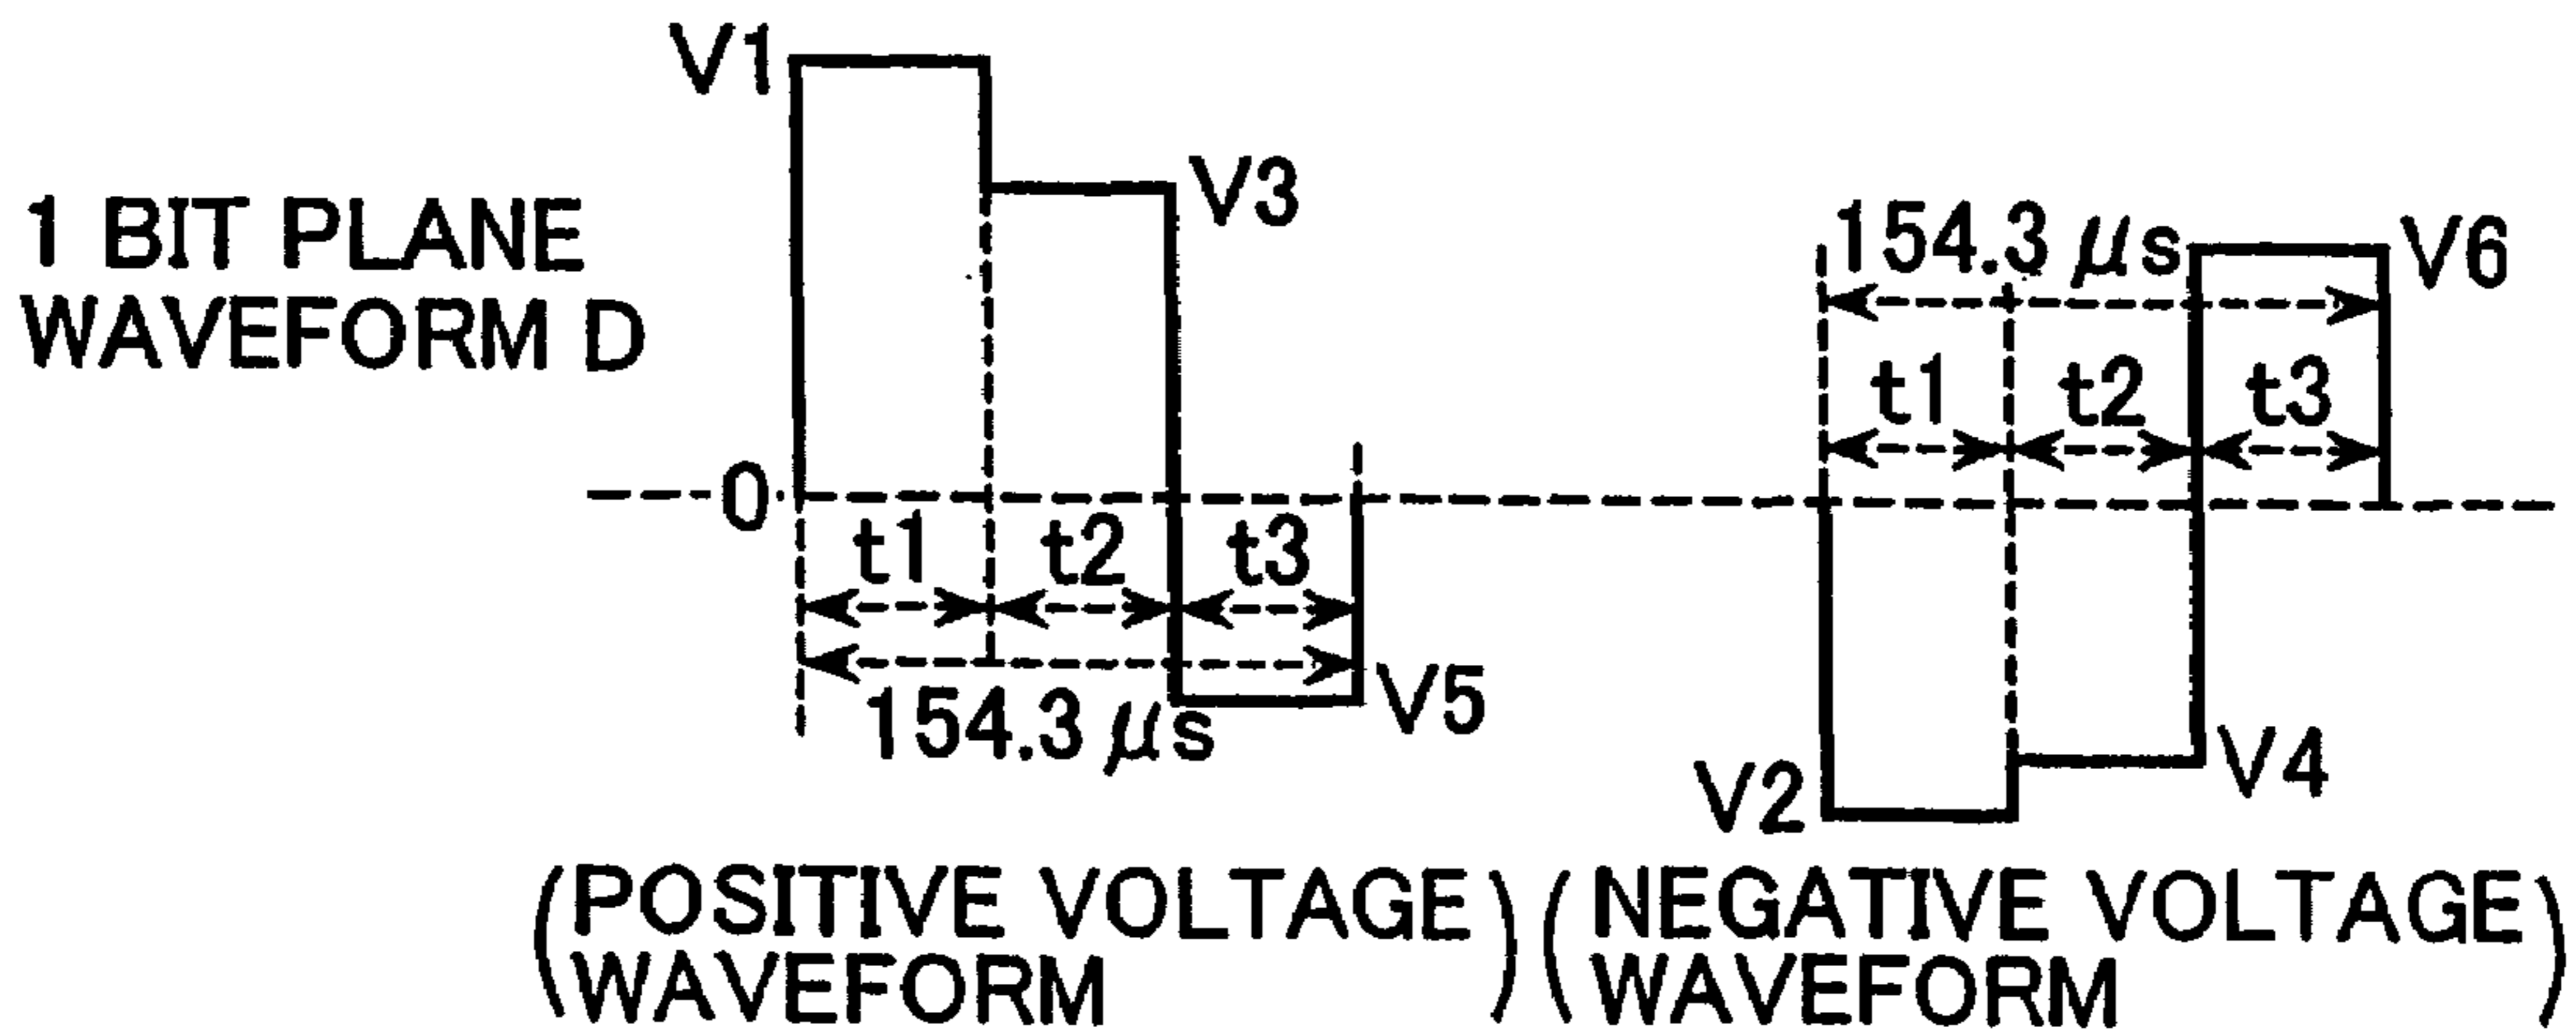 V1
V3
1 BIT PLANE
WAVEFORM D
154.3 μs
V6
t1 t2 t3
0
t1 t2 t3
V5
154.3 μs
V2
V4
(POSITIVE VOLTAGE WAVEFORM)
(NEGATIVE VOLTAGE WAVEFORM)